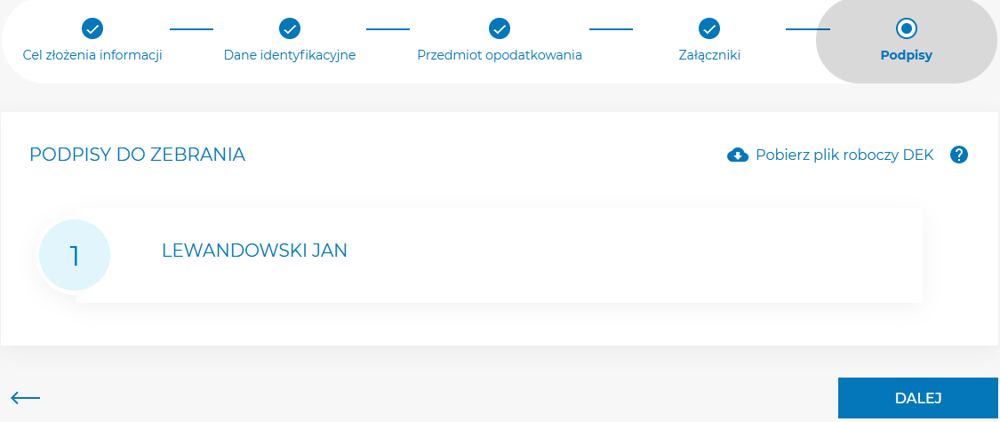 Cel złożenia informacji Dane identyfikacyjne Przedmiot opodatkowania Załączniki Podpisy
PODPISY DO ZEBRANIA Pobierz plik roboczy DEK ?
1 LEWANDOWSKI JAN
DALEJ